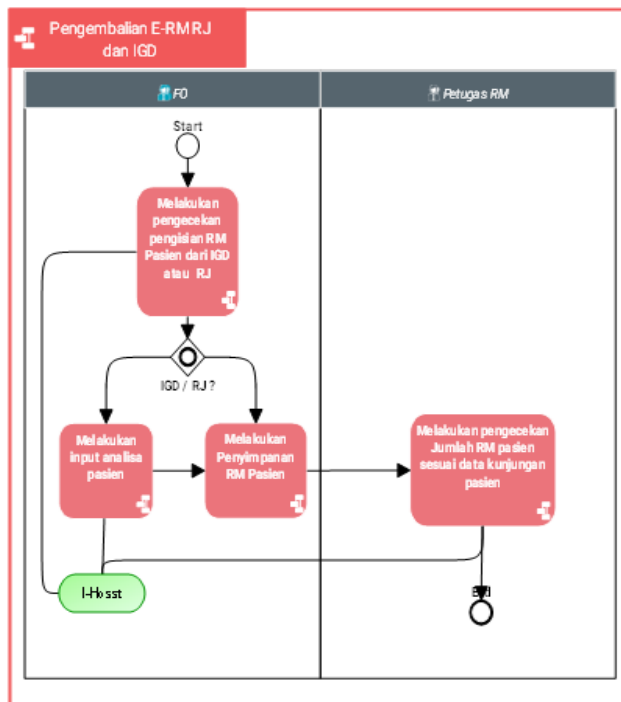 Pengembalian E-RM RJ
dan IGD
FO
Petugas RM
Start
Melakukan
pengecekan
pengisian RM
Pasien dari IGD
atau RJ
IGD / RJ ?
Melakukan
input analisa
pasien
Melakukan
Penyimpanan
RM Pasien
Melakukan pengecekan
Jumlah RM pasien
sesuai data kunjungan
pasien
I-Hosst
End